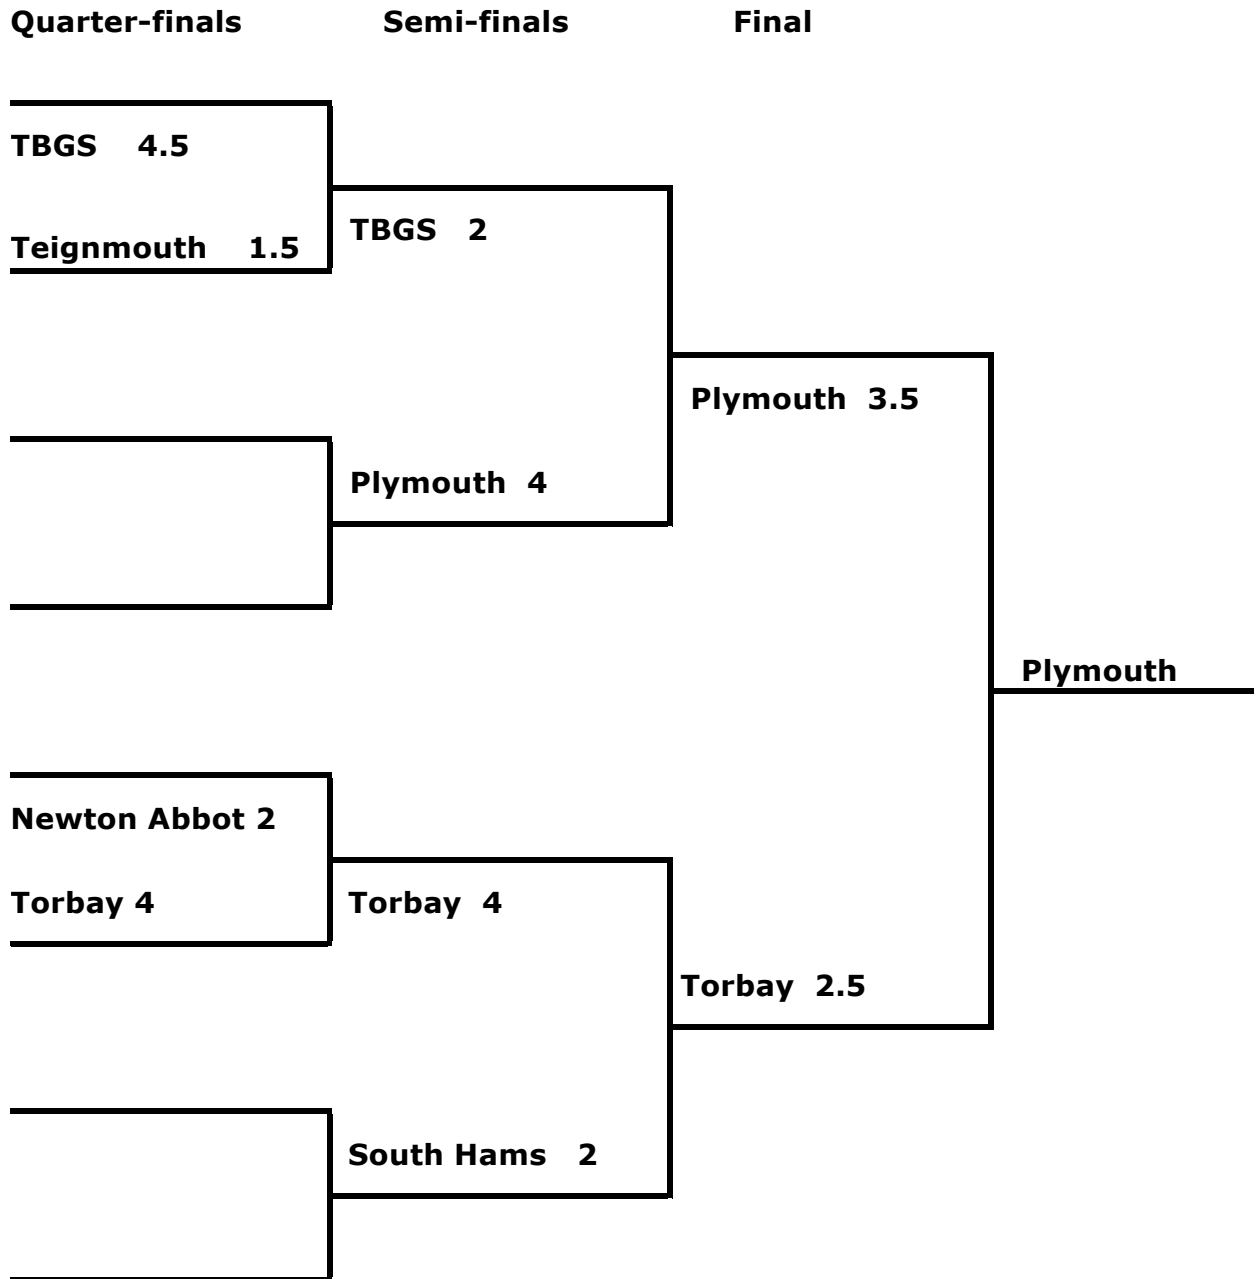 Quarter-finals Semi-finals Final
TBGS 4.5
TBGS 2
Teignmouth 1.5
Plymouth 3.5
Plymouth 4
Plymouth
Newton Abbot 2
Torbay 4 Torbay 4
Torbay 2.5
South Hams 2